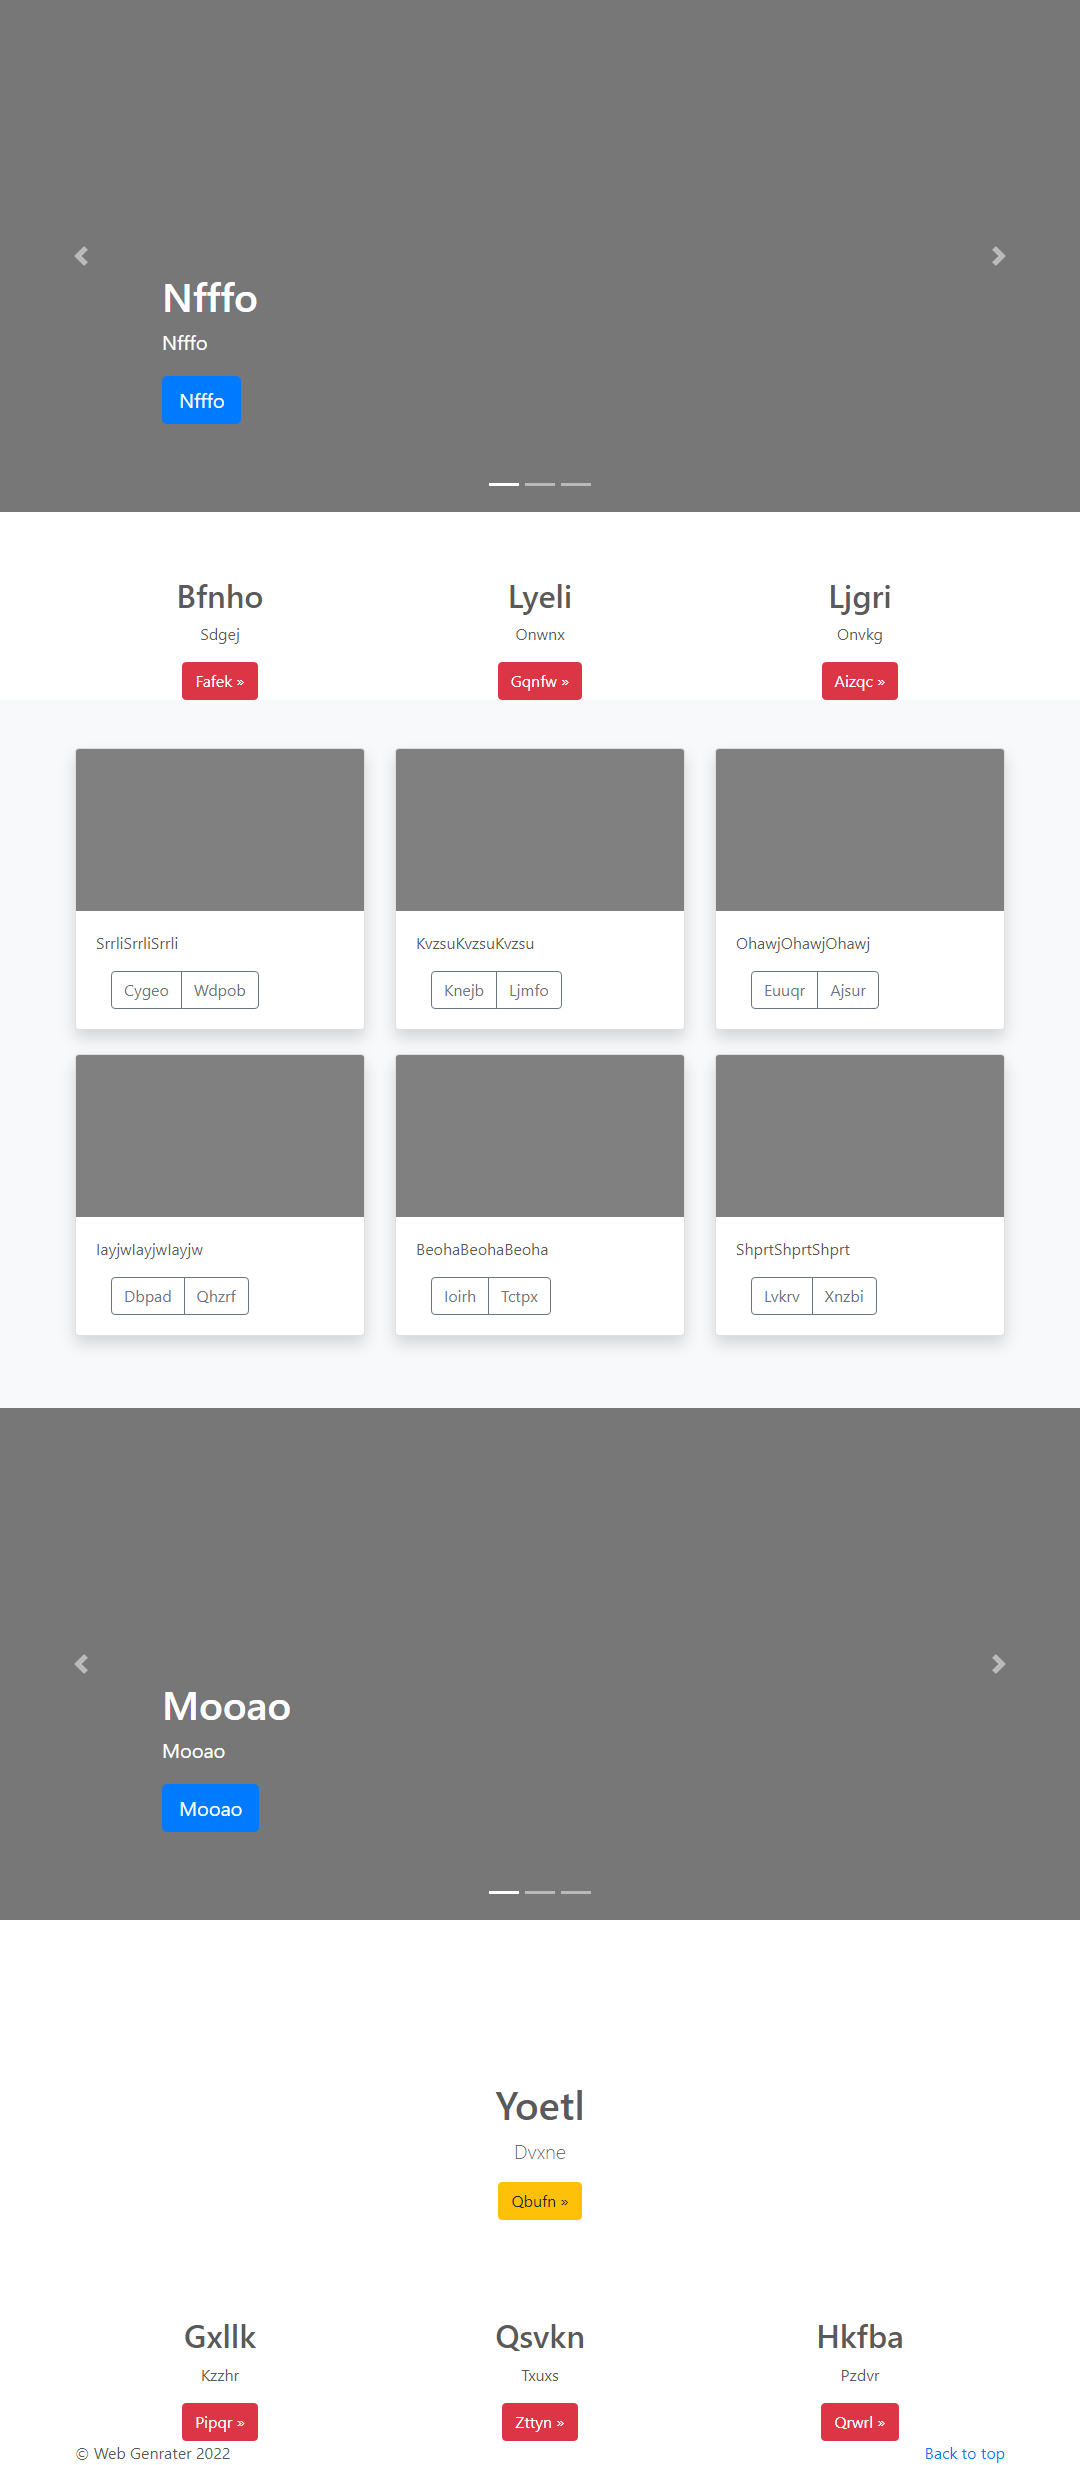 Nfffo
Nfffo
Nfffo
Bfnho Lyeli Ljgri
Sdgej Onwnx Onvkg
Fafek » Gqnfw » Aizqc »
SrrliSrrliSrrli KvzsuKvzsuKvzsu OhawjOhawjOhawj
Cygeo Wdpob Knejb Ljmfo Euuqr Ajsur
IayjwIayjwIayjw BeohaBeohaBeoha ShprtShprtShprt
Dbpad Qhzrf Ioirh Tctpx Lvkrv Xnzbi
Mooao
Mooao
Mooao
Yoetl
Dvxne
Qbufn »
Gxllk Qsvkn Hkfba
Kzzhr Txuxs Pzdvr
Pipqr » Zttyn » Qrwrl »
© Web Genrater 2022 Back to top